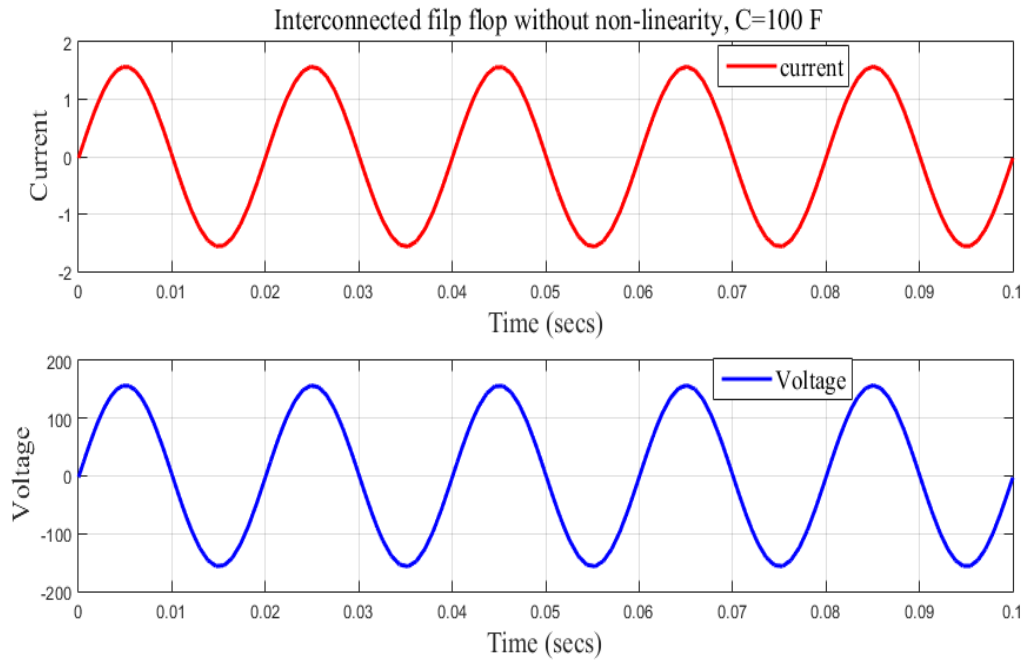 Interconnected filp flop without non-linearity, C=100 F
current
Current
2
1
0
-1
-2
0 0.01 0.02 0.03 0.04 0.05 0.06 0.07 0.08 0.09 0.1
Time (secs)
Voltage
Voltage
200
100
0
-100
-200
0 0.01 0.02 0.03 0.04 0.05 0.06 0.07 0.08 0.09 0.1
Time (secs)